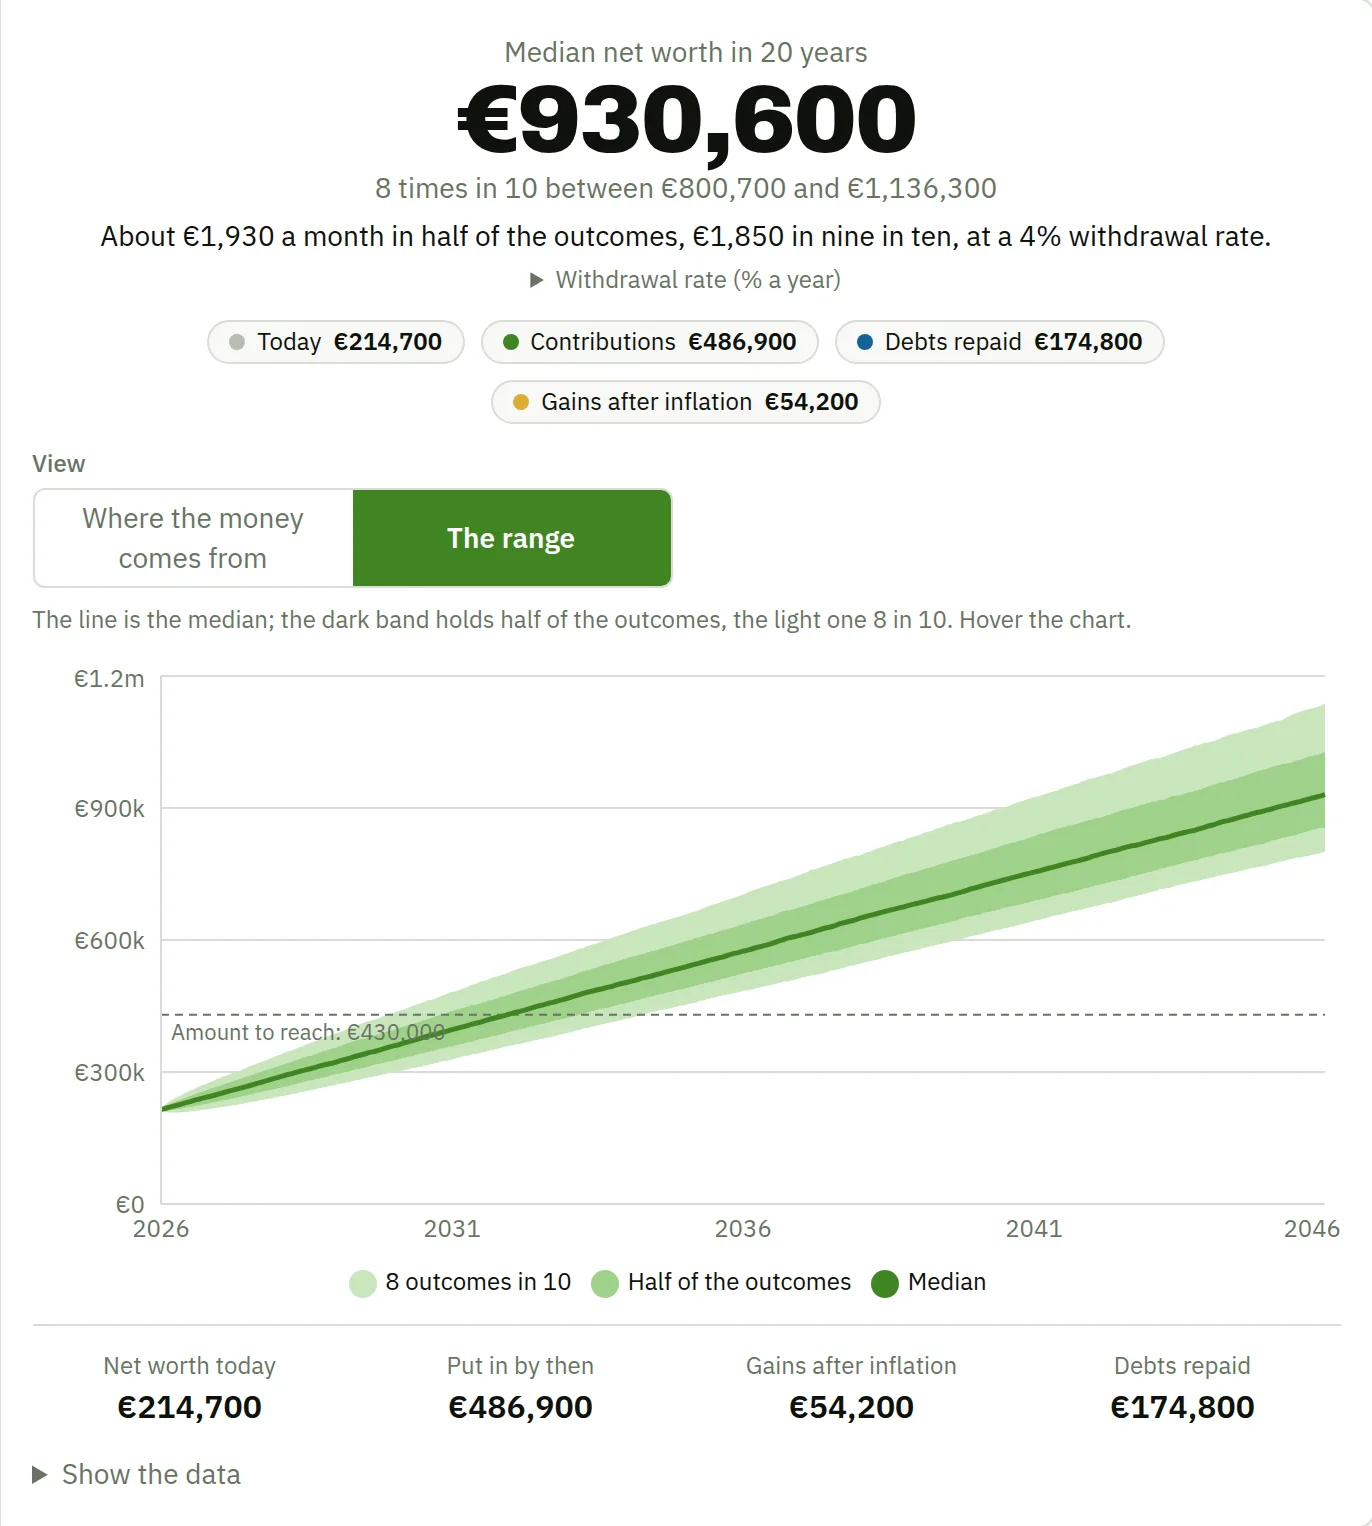 Median net worth in 20 years
€930,600
8 times in 10 between €800,700 and €1,136,300
About €1,930 a month in half of the outcomes, €1,850 in nine in ten, at a 4% withdrawal rate.
▶ Withdrawal rate (% a year)
Today €214,700
Contributions €486,900
Debts repaid €174,800
Gains after inflation €54,200
View
Where the money
comes from
The range
The line is the median; the dark band holds half of the outcomes, the light one 8 in 10. Hover the chart.
€1.2m
€900k
€600k
Amount to reach: €430,000
€300k
€0
2026 2031 2036 2041 2046
8 outcomes in 10 Half of the outcomes Median
Net worth today Put in by then Gains after inflation Debts repaid
€214,700 €486,900 €54,200 €174,800
▶ Show the data